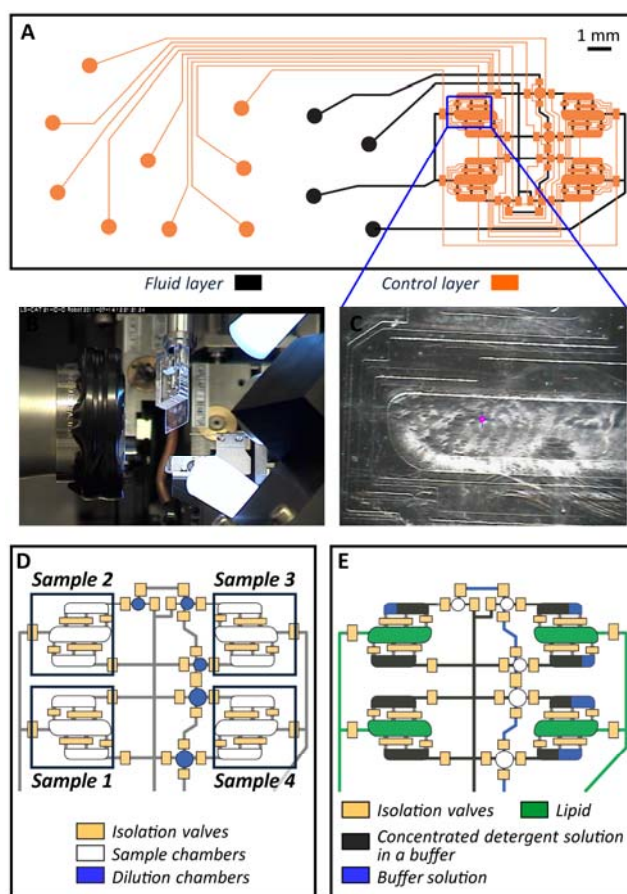 A
1 mm
Fluid layer
Control layer
B
C
D
Sample 2
Sample 3
Sample 1
Sample 4
Isolation valves
Sample chambers
Dilution chambers
E
Isolation valves
Lipid
Concentrated detergent solution
in a buffer
Buffer solution